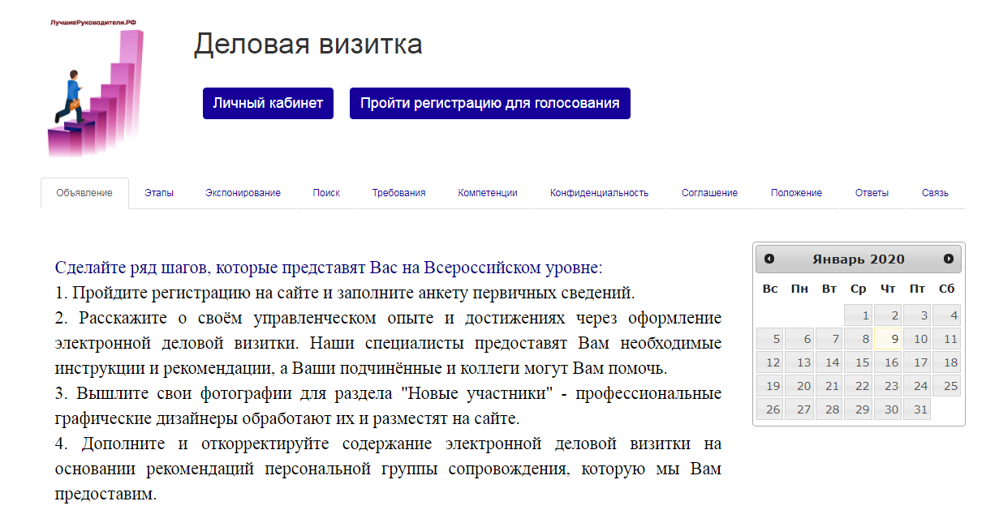 ЛучшиеРуководители.РФ
Деловая визитка
Личный кабинет
Пройти регистрацию для голосования
Объявление Этапы Экспонирование Поиск Требования Компетенции Конфиденциальность Соглашение Положение Ответы Связь
Сделайте ряд шагов, которые представят Вас на Всероссийском уровне:
1. Пройдите регистрацию на сайте и заполните анкету первичных сведений.
2. Расскажите о своём управленческом опыте и достижениях через оформление
электронной деловой визитки. Наши специалисты предоставят Вам необходимые
инструкции и рекомендации, а Ваши подчинённые и коллеги могут Вам помочь.
3. Вышлите свои фотографии для раздела "Новые участники" - профессиональные
графические дизайнеры обработают их и разместят на сайте.
4. Дополните и откорректируйте содержание электронной деловой визитки на
основании рекомендаций персональной группы сопровождения, которую мы Вам
предоставим.
Январь 2020
Вс Пн Вт Ср Чт Пт Сб
1 2 3 4
5 6 7 8 9 10 11
12 13 14 15 16 17 18
19 20 21 22 23 24 25
26 27 28 29 30 31